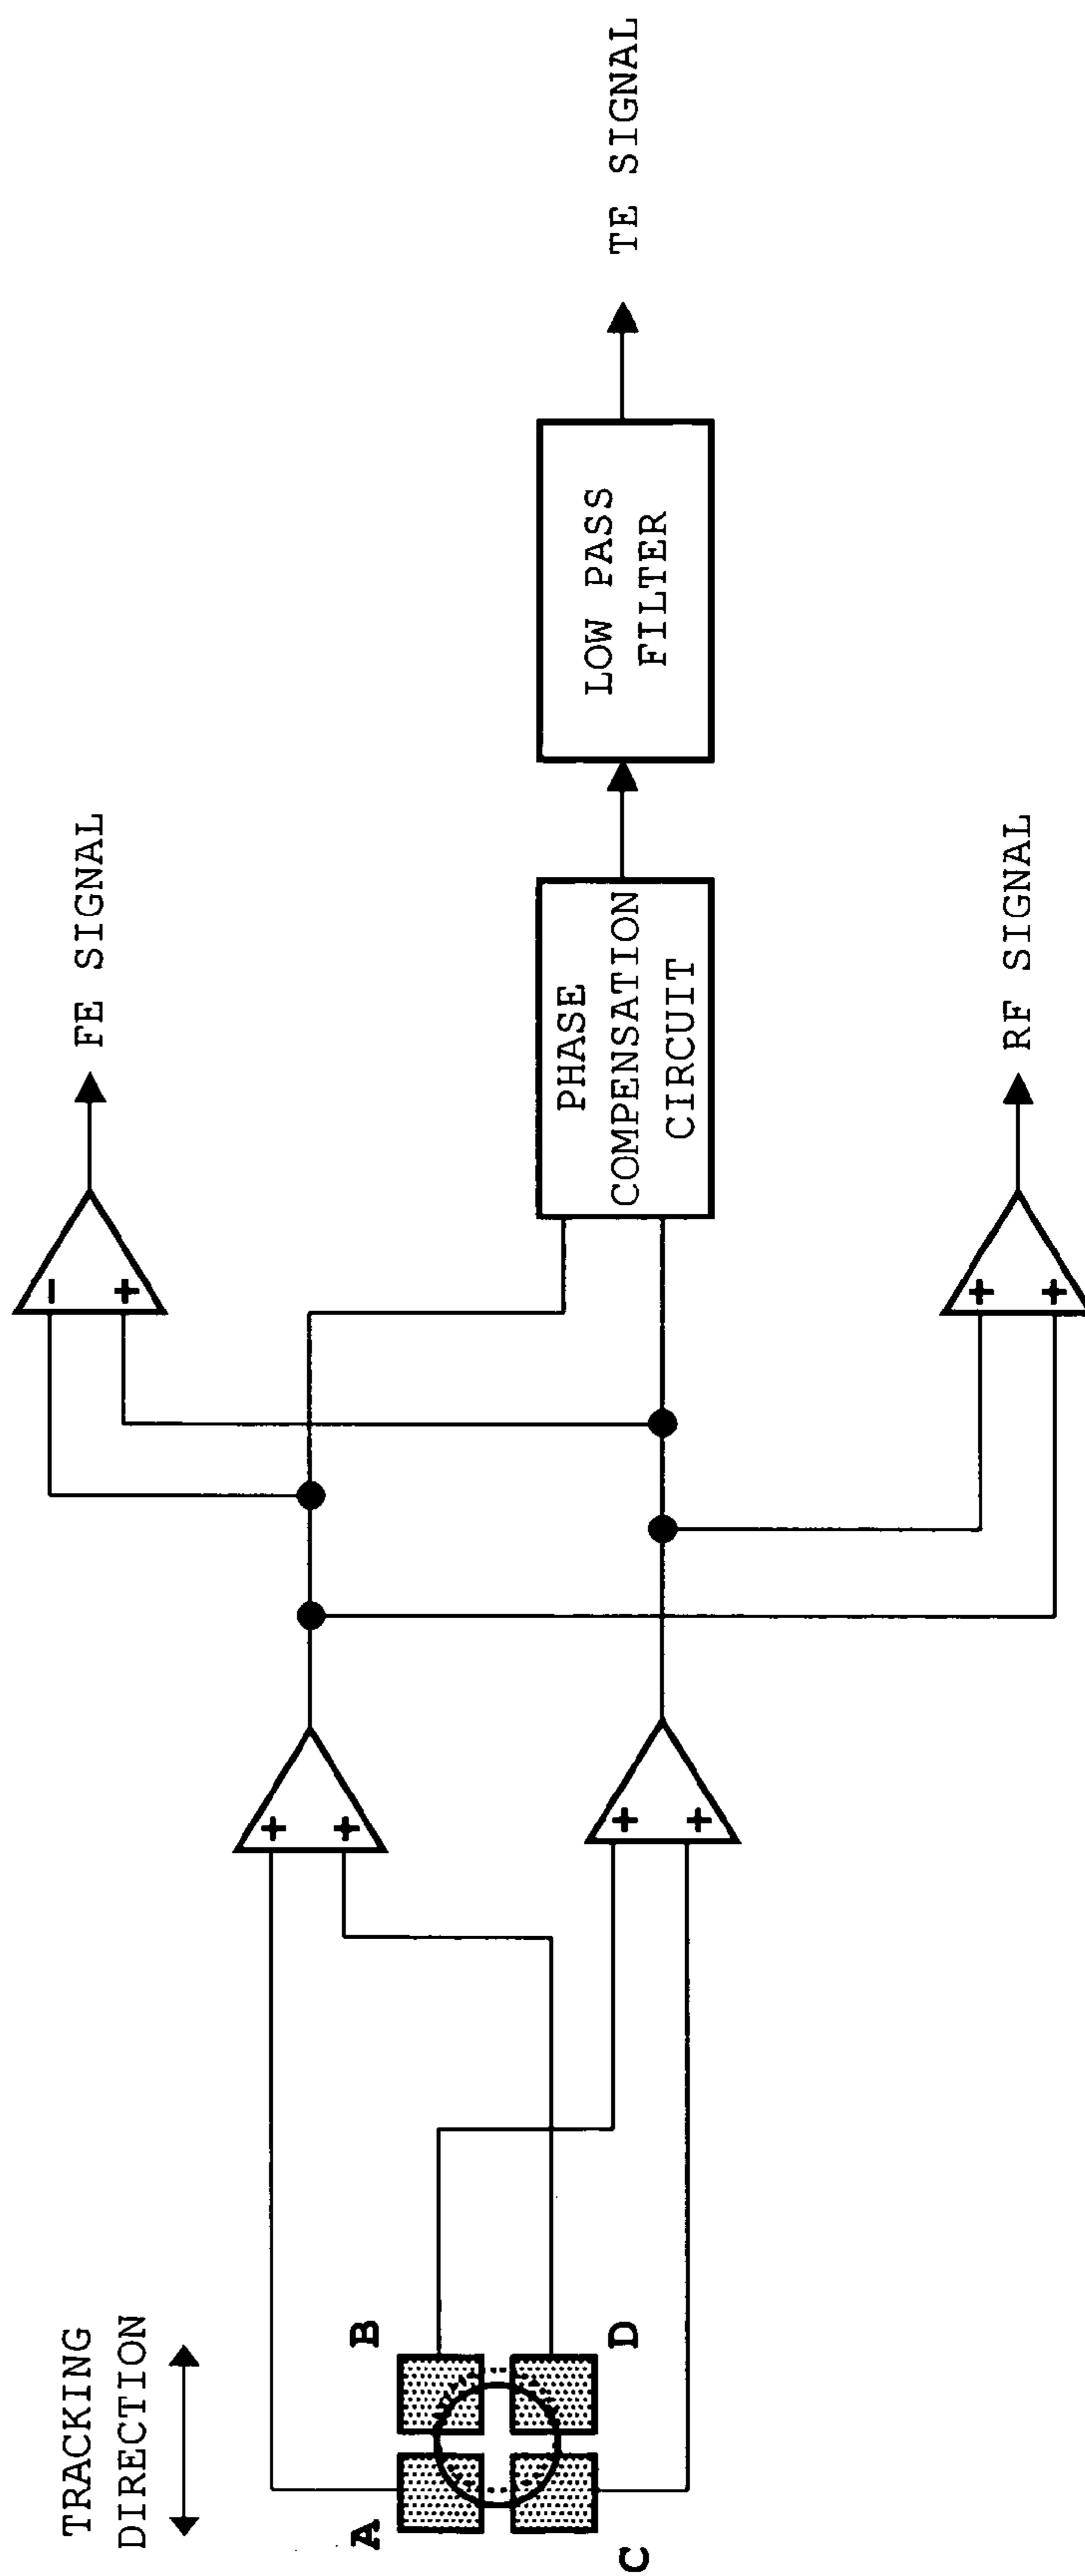 TRACKING
DIRECTION
A
B
C
D
+
+
+
+
-
+
FE SIGNAL
PHASE
COMPENSATION
CIRCUIT
LOW PASS
FILTER
TE SIGNAL
+
+
RF SIGNAL